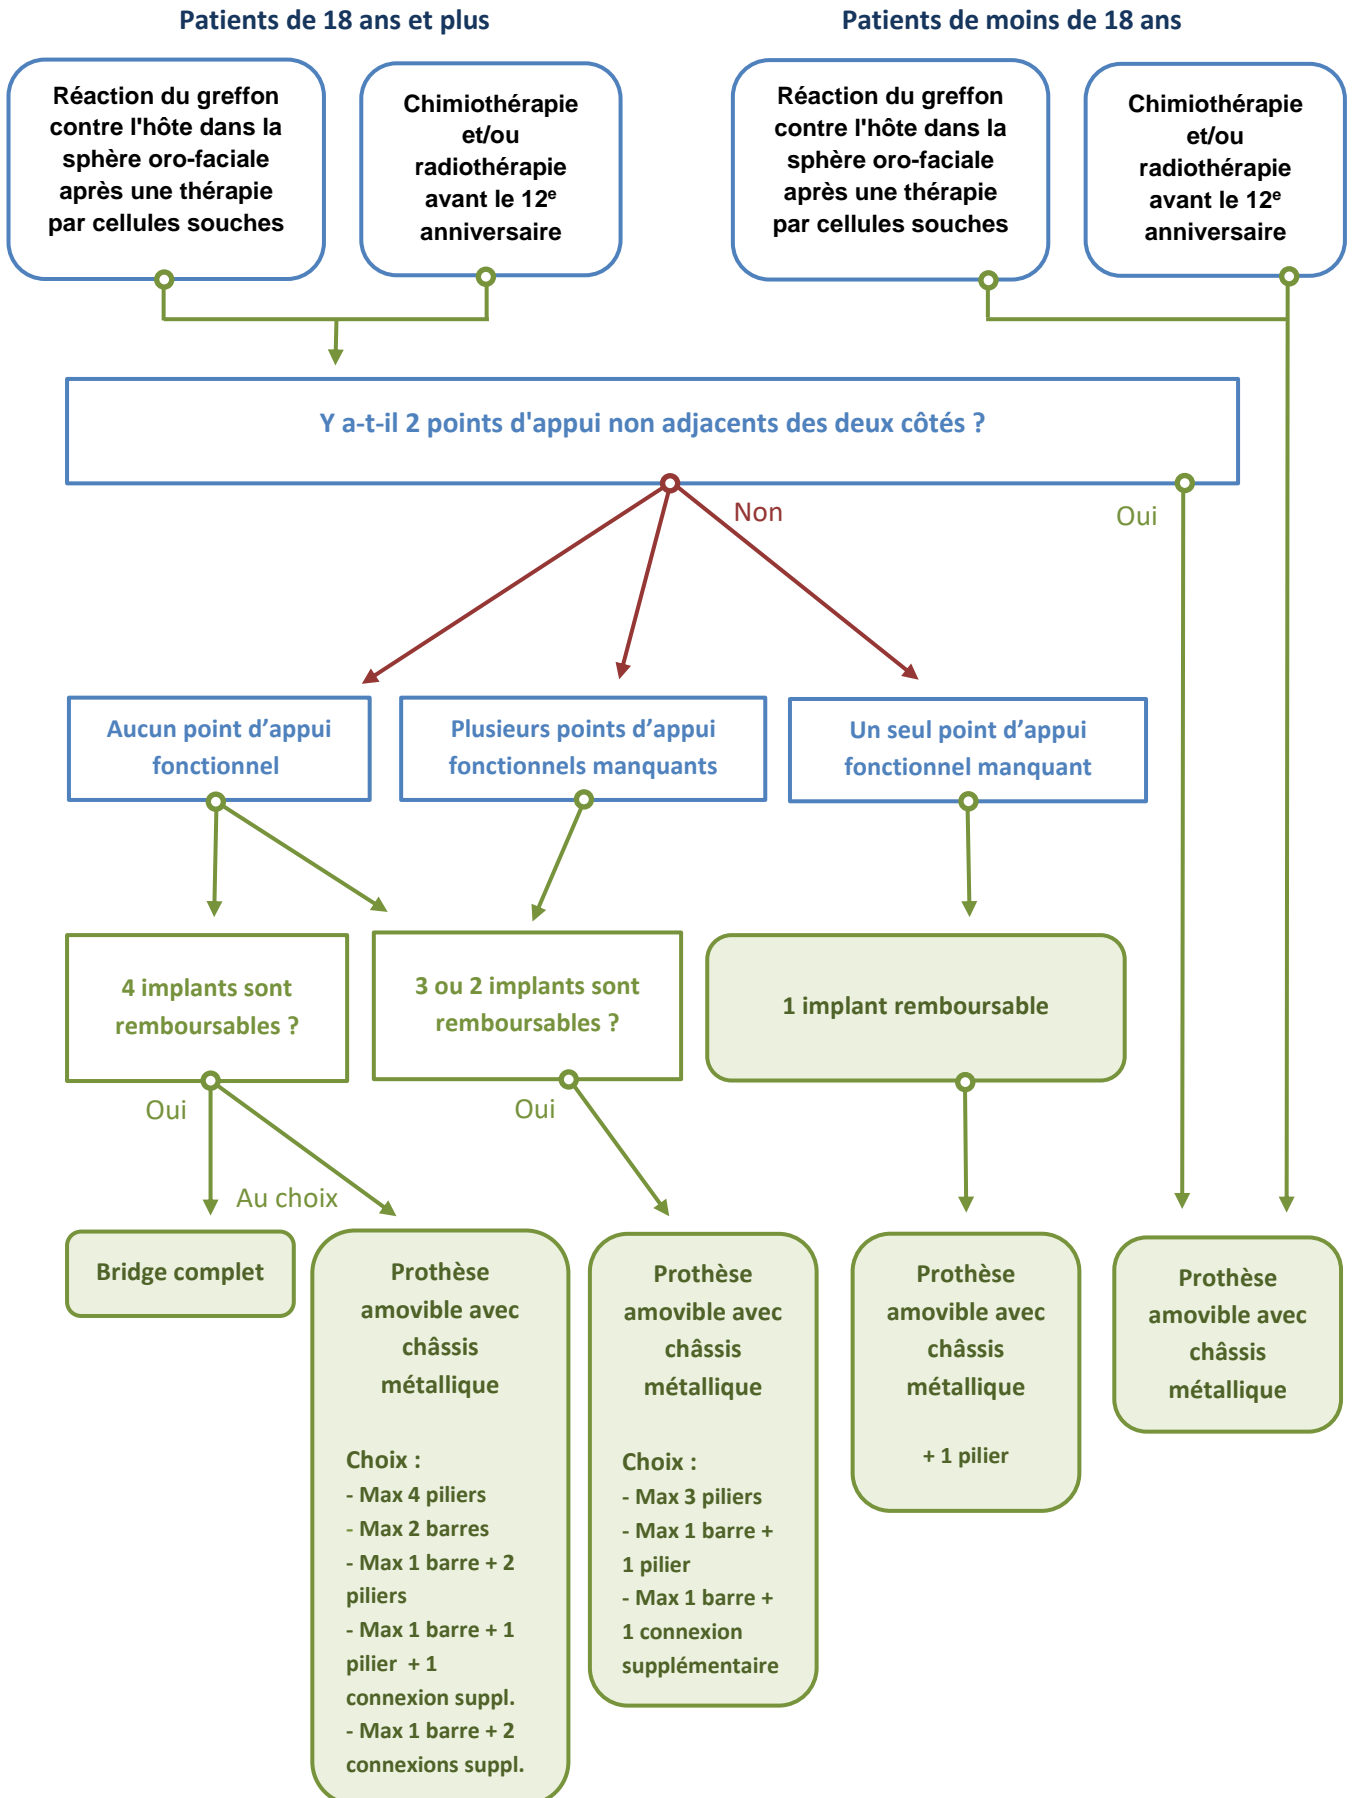 Patients de 18 ans et plus
Patients de moins de 18 ans
Réaction du greffon
contre l'hôte dans la
sphère oro-faciale
après une thérapie
par cellules souches
Chimiothérapie
et/ou
radiothérapie
avant le 12e
anniversaire
Réaction du greffon
contre l'hôte dans la
sphère oro-faciale
après une thérapie
par cellules souches
Chimiothérapie
et/ou
radiothérapie
avant le 12e
anniversaire
Y a-t-il 2 points d'appui non adjacents des deux côtés ?
Non
Oui
Aucun point d’appui
fonctionnel
Plusieurs points d’appui
fonctionnels manquants
Un seul point d’appui
fonctionnel manquant
4 implants sont
remboursables ?
3 ou 2 implants sont
remboursables ?
1 implant remboursable
Oui
Oui
Au choix
Bridge complet
Prothèse
amovible avec
châssis
métallique
Choix :
- Max 4 piliers
- Max 2 barres
- Max 1 barre + 2
piliers
- Max 1 barre + 1
pilier + 1
connexion suppl.
- Max 1 barre + 2
connexions suppl.
Prothèse
amovible avec
châssis
métallique
Choix :
- Max 3 piliers
- Max 1 barre +
1 pilier
- Max 1 barre +
1 connexion
supplémentaire
Prothèse
amovible avec
châssis
métallique
+ 1 pilier
Prothèse
amovible avec
châssis
métallique